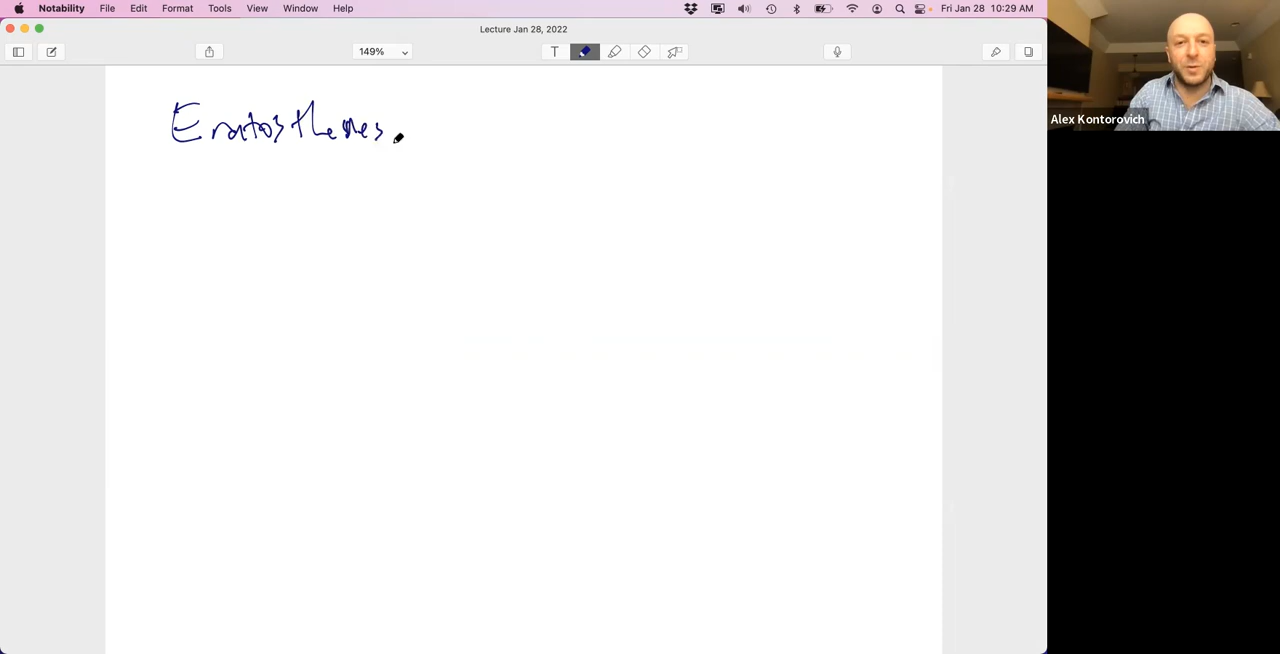 Notability File Edit Format Tools View Window Help Fri Jan 28 10:29 AM
Lecture Jan 28, 2022
149% T
Eratosthenes
Alex Kontorovich